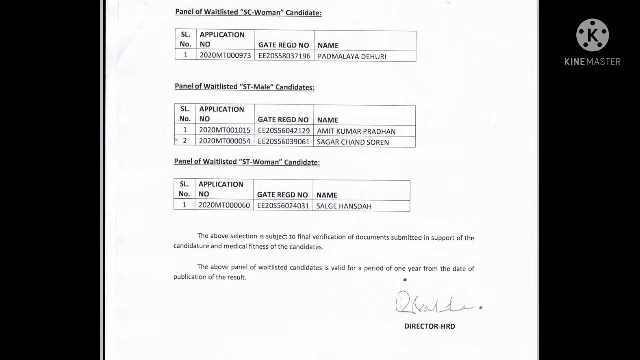 Panel of Waitlisted "SC-Woman" Candidate:
SL. No. APPLICATION NO GATE REGD NO NAME
1 2020MT000973 EE20S58037196 PADMALAYA DEHURI
Panel of Waitlisted "ST-Male" Candidates:
SL. No. APPLICATION NO GATE REGD NO NAME
1 2020MT001015 EE20S56042129 AMIT KUMAR PRADHAN
2 2020MT000054 EE20S56039061 SAGAR CHAND SOREN
Panel of Waitlisted "ST-Woman" Candidate:
SL. No. APPLICATION NO GATE REGD NO NAME
1 2020MT000060 EE20S56024031 SALGE HANSDAH
The above selection is subject to final verification of documents submitted in support of the
candidature and medical fitness of the candidates.
The above panel of waitlisted candidates is valid for a period of one year from the date of
publication of the result.
DIRECTOR-HRD
KINEMASTER